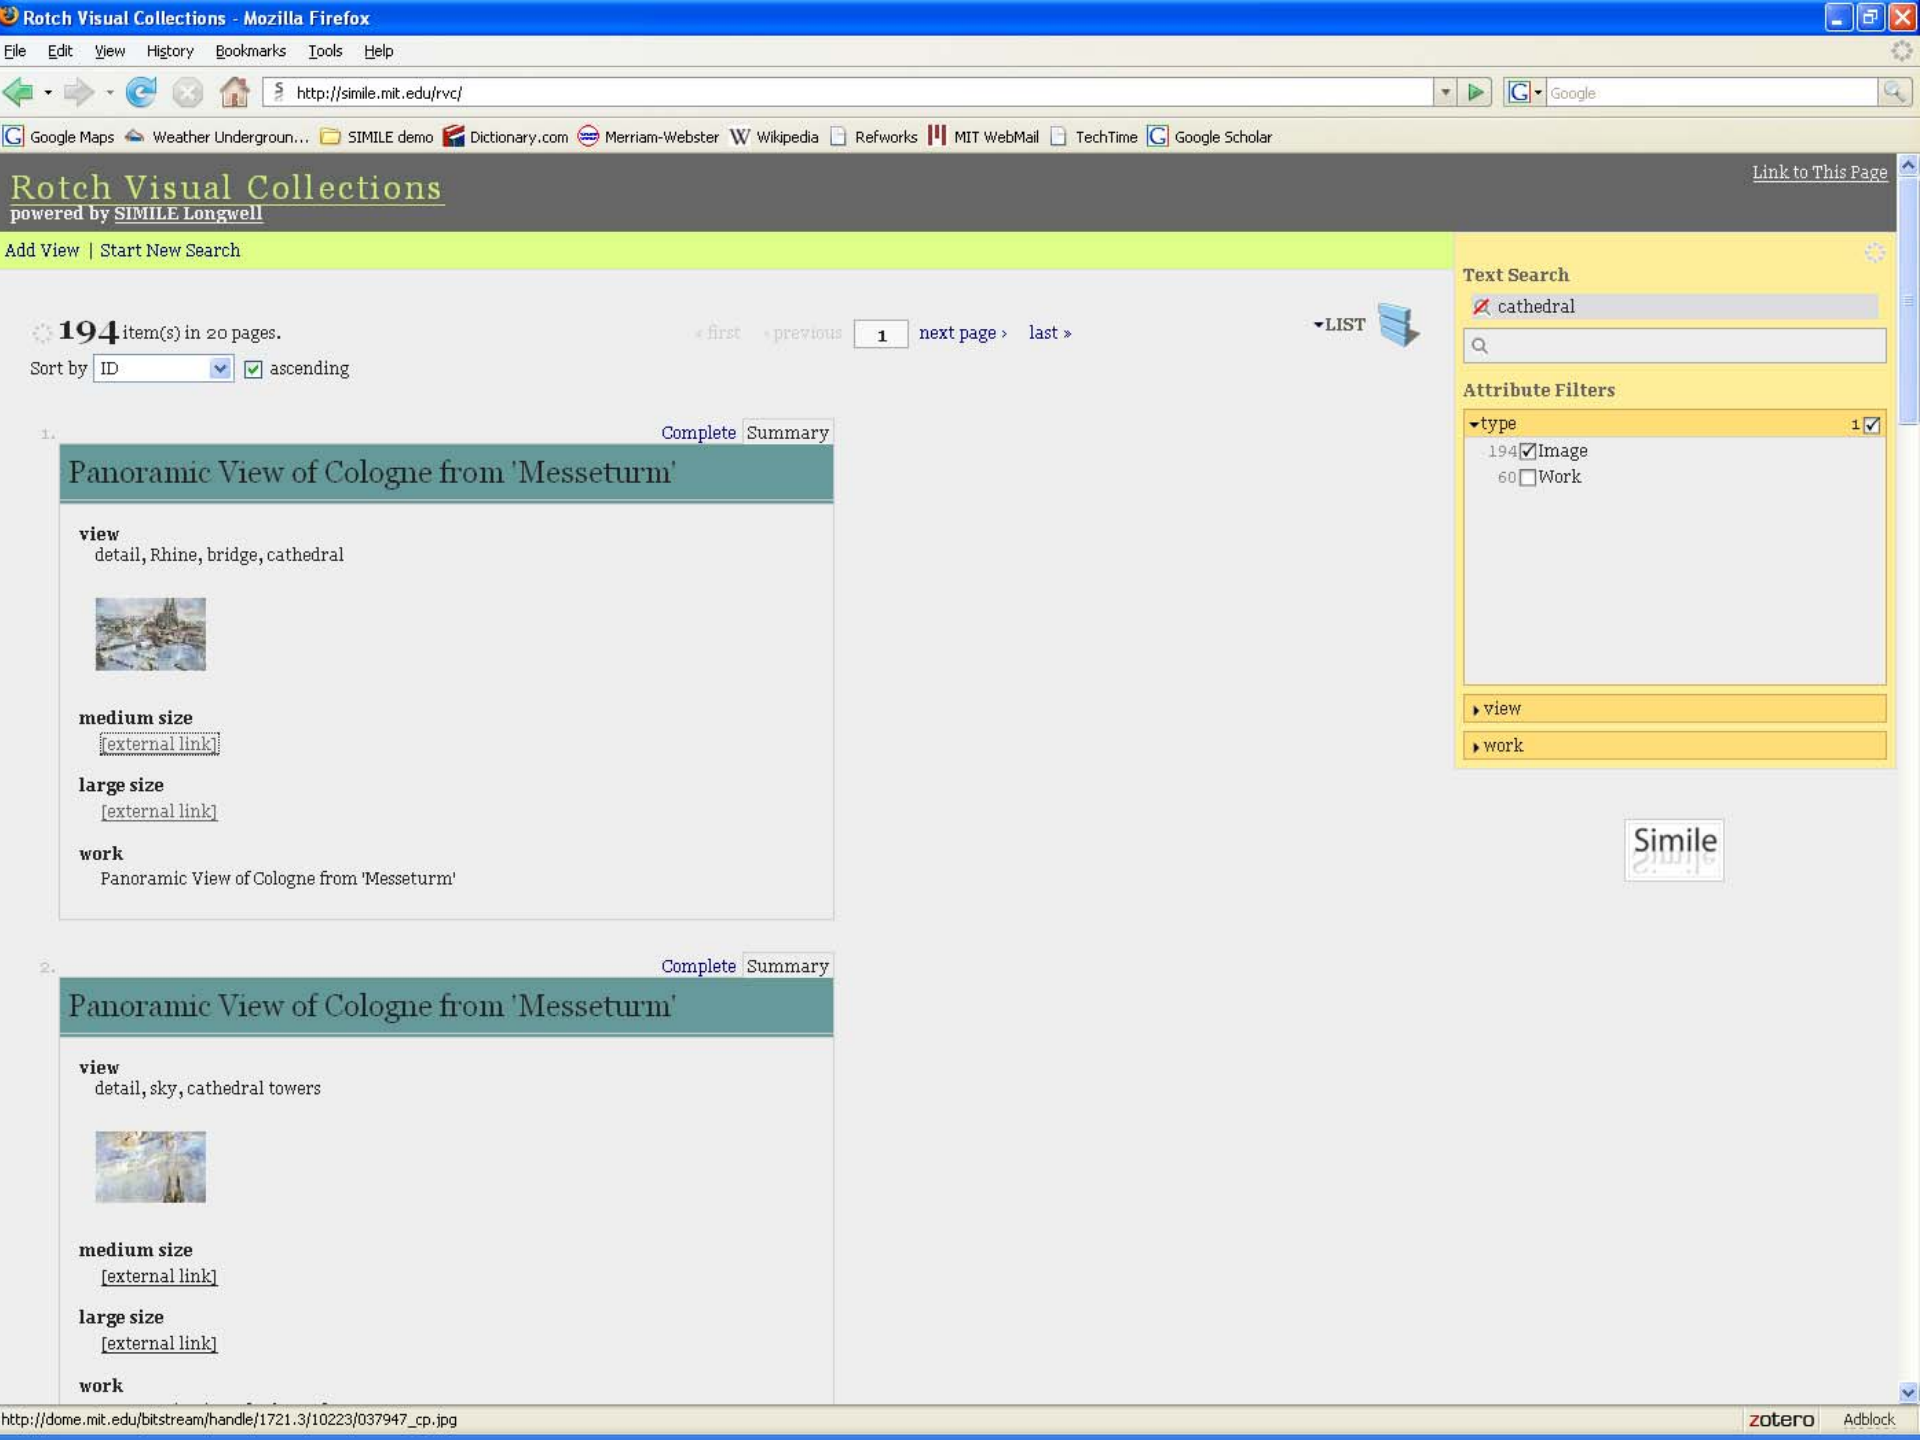 Rotch Visual Collections - Mozilla Firefox
File Edit View History Bookmarks Tools Help
http://simile.mit.edu/rvc/
Google
Google Maps Weather Undergroun... SIMILE demo Dictionary.com Merriam-Webster Wikipedia Refworks MIT WebMail TechTime Google Scholar
Rotch Visual Collections
powered by SIMILE Longwell
Link to This Page
Add View | Start New Search
194 item(s) in 20 pages.
« first ‹ previous 1 next page › last »
LIST
Sort by ID ascending
1.
Complete Summary
Panoramic View of Cologne from 'Messeturm'
view
detail, Rhine, bridge, cathedral
medium size
[external link]
large size
[external link]
work
Panoramic View of Cologne from 'Messeturm'
2.
Complete Summary
Panoramic View of Cologne from 'Messeturm'
view
detail, sky, cathedral towers
medium size
[external link]
large size
[external link]
work
Text Search
cathedral
Attribute Filters
type 1
194 Image
60 Work
view
work
Simile
http://dome.mit.edu/bitstream/handle/1721.3/10223/037947_cp.jpg
zotero Adblock